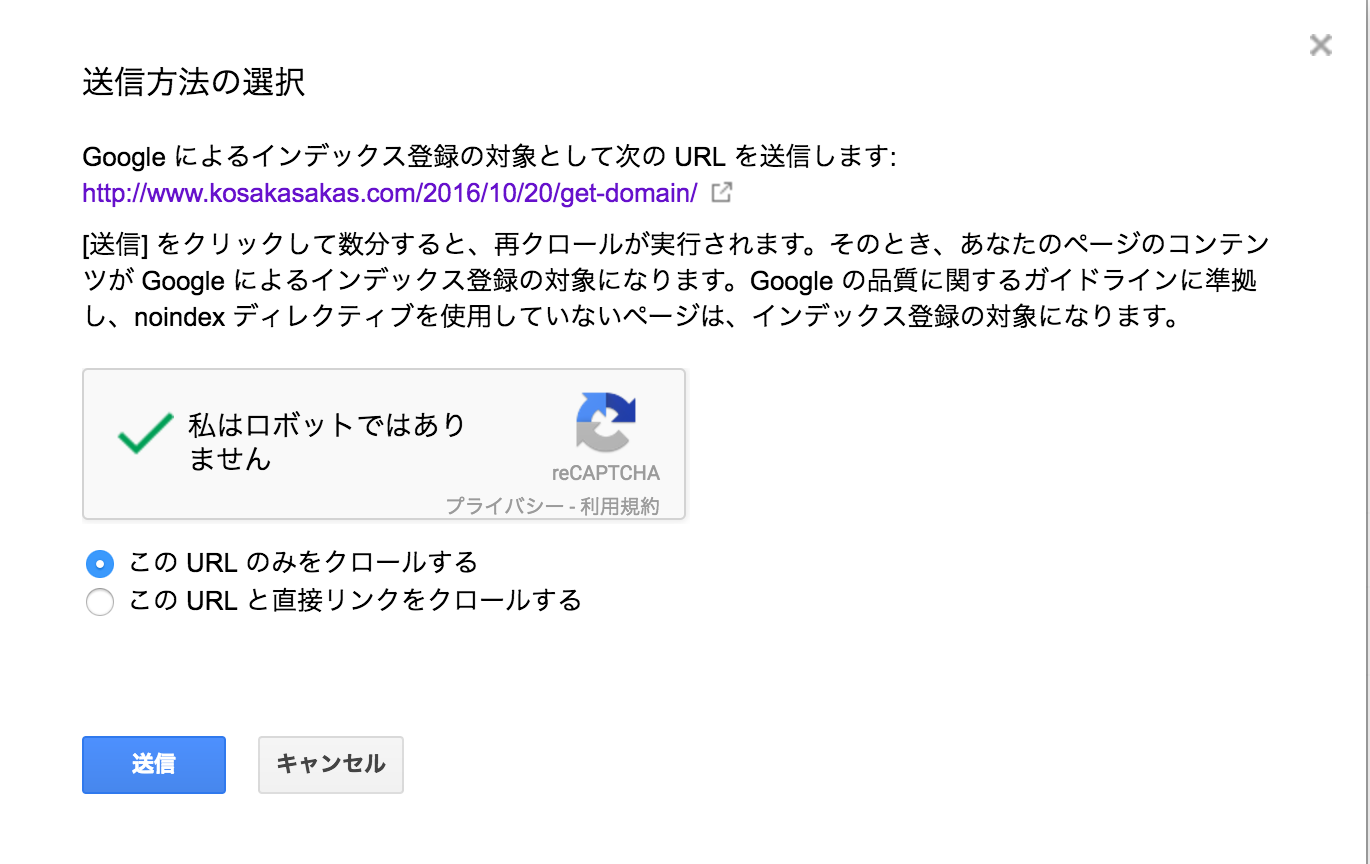 送信方法の選択
Google によるインデックス登録の対象として次の URL を送信します:
http://www.kosakasakas.com/2016/10/20/get-domain/
[送信] をクリックして数分すると、再クロールが実行されます。そのとき、あなたのページのコンテン
ツが Google によるインデックス登録の対象になります。Google の品質に関するガイドラインに準拠
し、noindex ディレクティブを使用していないページは、インデックス登録の対象になります。
私はロボットではあり
ません
reCAPTCHA
プライバシー - 利用規約
この URL のみをクロールする
この URL と直接リンクをクロールする
送信 キャンセル